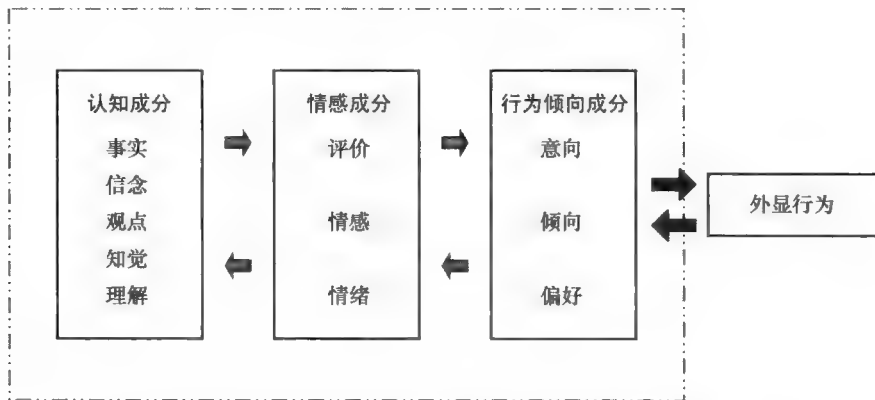 认知成分
事实
信念
观点
知觉
理解
情感成分
评价
情感
情绪
行为倾向成分
意向
倾向
偏好
外显行为